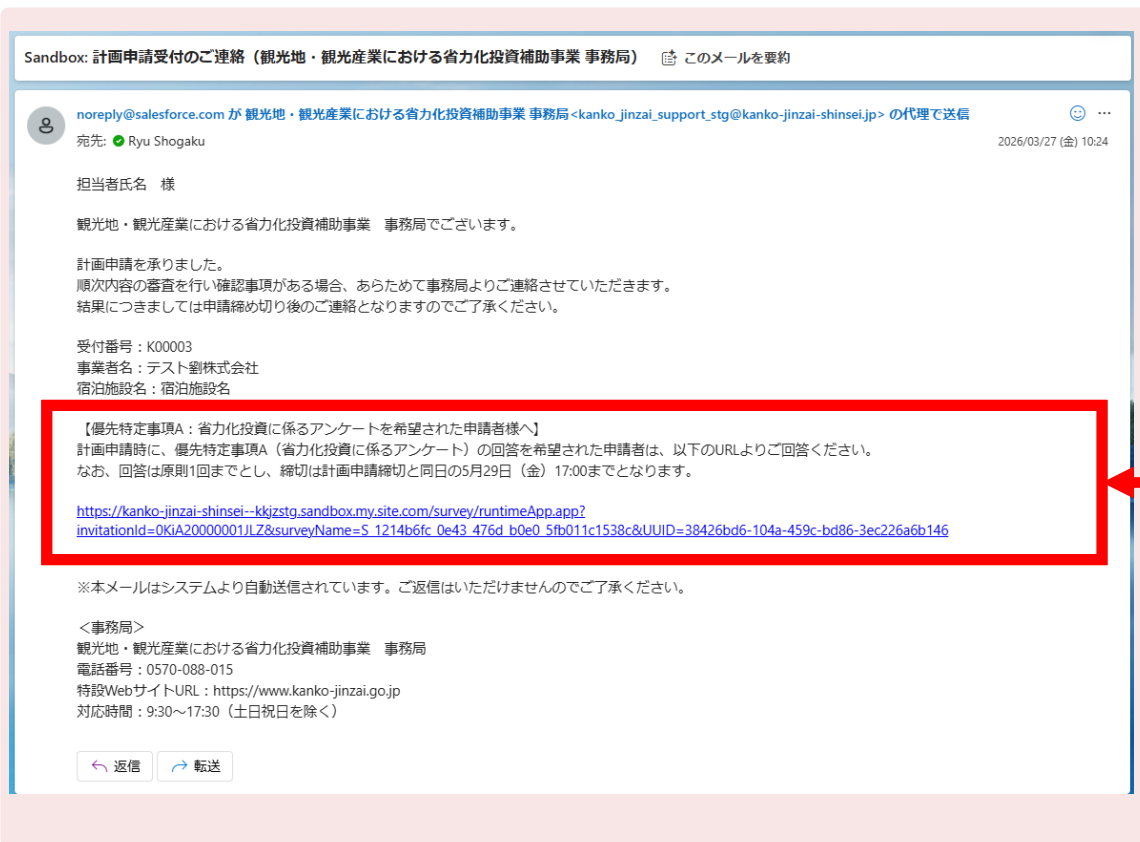 Sandbox: 計画申請受付のご連絡（観光地・観光産業における省力化投資補助事業 事務局） このメールを要約
noreply@salesforce.com が 観光地・観光産業における省力化投資補助事業 事務局<kanko_jinzai_support_stg@kanko-jinzai-shinsei.jp> の代理で送信
宛先: Ryu Shogaku
2026/03/27 (金) 10:24
担当者氏名　様
観光地・観光産業における省力化投資補助事業　事務局でございます。
計画申請を承りました。
順次内容の審査を行い確認事項がある場合、あらためて事務局よりご連絡させていただきます。
結果につきましては申請締め切り後のご連絡となりますのでご了承ください。
受付番号：K00003
事業者名：テスト劉株式会社
宿泊施設名：宿泊施設名
【優先特定事項A：省力化投資に係るアンケートを希望された申請者様へ】
計画申請時に、優先特定事項A（省力化投資に係るアンケート）の回答を希望された申請者は、以下のURLよりご回答ください。
なお、回答は原則1回までとし、締切は計画申請締切と同日の5月29日（金）17:00までとなります。
https://kanko-jinzai-shinsei--kkjzstg.sandbox.my.site.com/survey/runtimeApp.app?
invitationId=0KiA20000001JLZ&surveyName=S_1214b6fc_0e43_476d_b0e0_5fb011c1538c&UUID=38426bd6-104a-459c-bd86-3ec226a6b146
※本メールはシステムより自動送信されています。ご返信はいただけませんのでご了承ください。
＜事務局＞
観光地・観光産業における省力化投資補助事業　事務局
電話番号：0570-088-015
特設WebサイトURL：https://www.kanko-jinzai.go.jp
対応時間：9:30～17:30（土日祝日を除く）
返信
転送